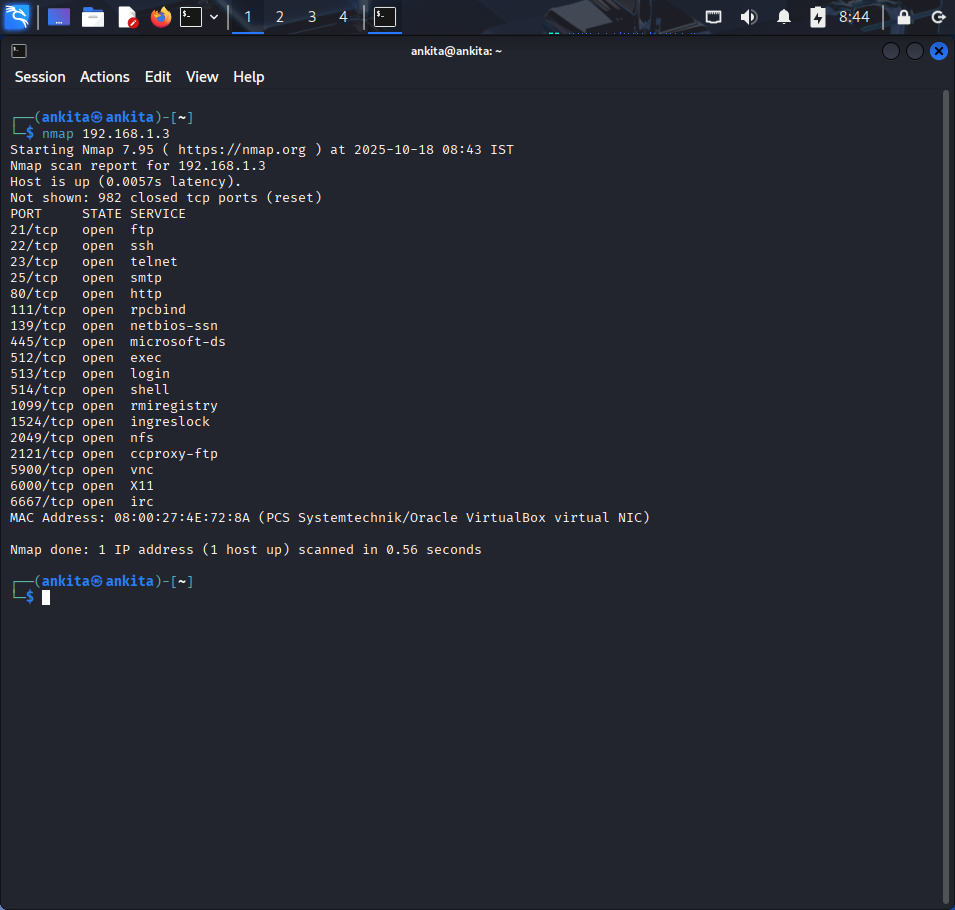 1 2 3 4 8:44
ankita@ankita: ~
Session Actions Edit View Help
┌──(ankita㉿ankita)-[~]
└─$ nmap 192.168.1.3
Starting Nmap 7.95 ( https://nmap.org ) at 2025-10-18 08:43 IST
Nmap scan report for 192.168.1.3
Host is up (0.0057s latency).
Not shown: 982 closed tcp ports (reset)
PORT     STATE SERVICE
21/tcp   open  ftp
22/tcp   open  ssh
23/tcp   open  telnet
25/tcp   open  smtp
80/tcp   open  http
111/tcp  open  rpcbind
139/tcp  open  netbios-ssn
445/tcp  open  microsoft-ds
512/tcp  open  exec
513/tcp  open  login
514/tcp  open  shell
1099/tcp open  rmiregistry
1524/tcp open  ingreslock
2049/tcp open  nfs
2121/tcp open  ccproxy-ftp
5900/tcp open  vnc
6000/tcp open  X11
6667/tcp open  irc
MAC Address: 08:00:27:4E:72:8A (PCS Systemtechnik/Oracle VirtualBox virtual NIC)
Nmap done: 1 IP address (1 host up) scanned in 0.56 seconds
┌──(ankita㉿ankita)-[~]
└─$